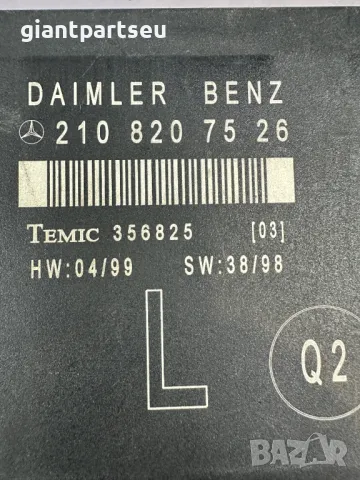 giantpartseu
DAIMLER BENZ
210 820 75 26
TEMIC 356825 [03]
HW:04/99 SW:38/98
L
Q2
BAZAR